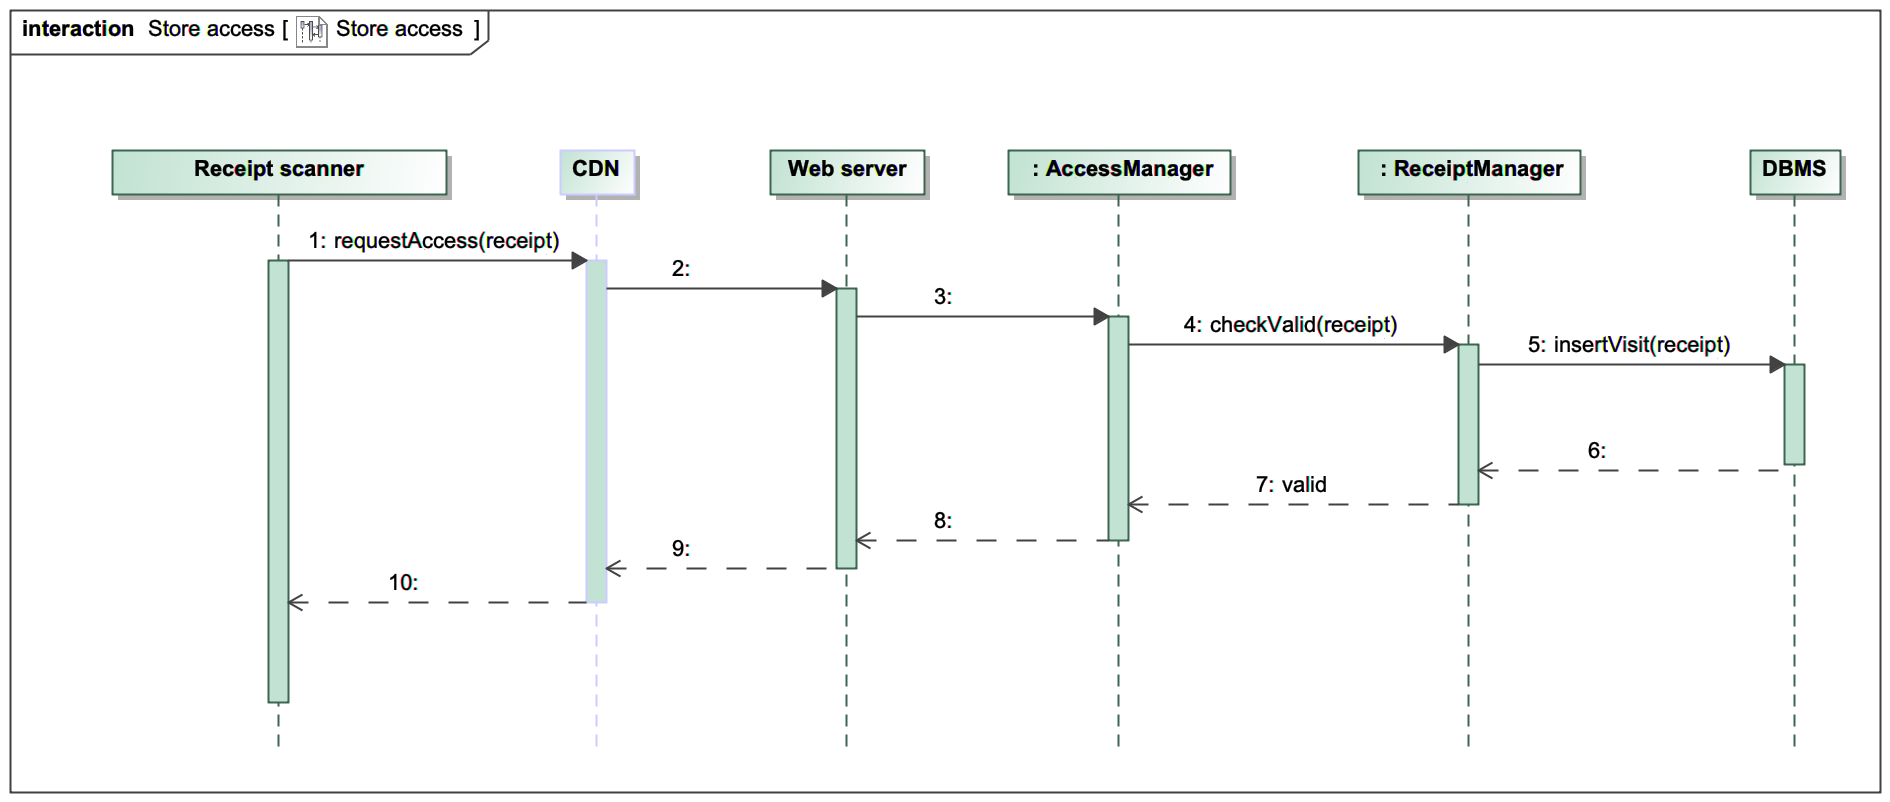 interaction Store access [ Store access ]
Receipt scanner
CDN
Web server
: AccessManager
: ReceiptManager
DBMS
1: requestAccess(receipt)
2:
3:
4: checkValid(receipt)
5: insertVisit(receipt)
6:
7: valid
8:
9:
10: